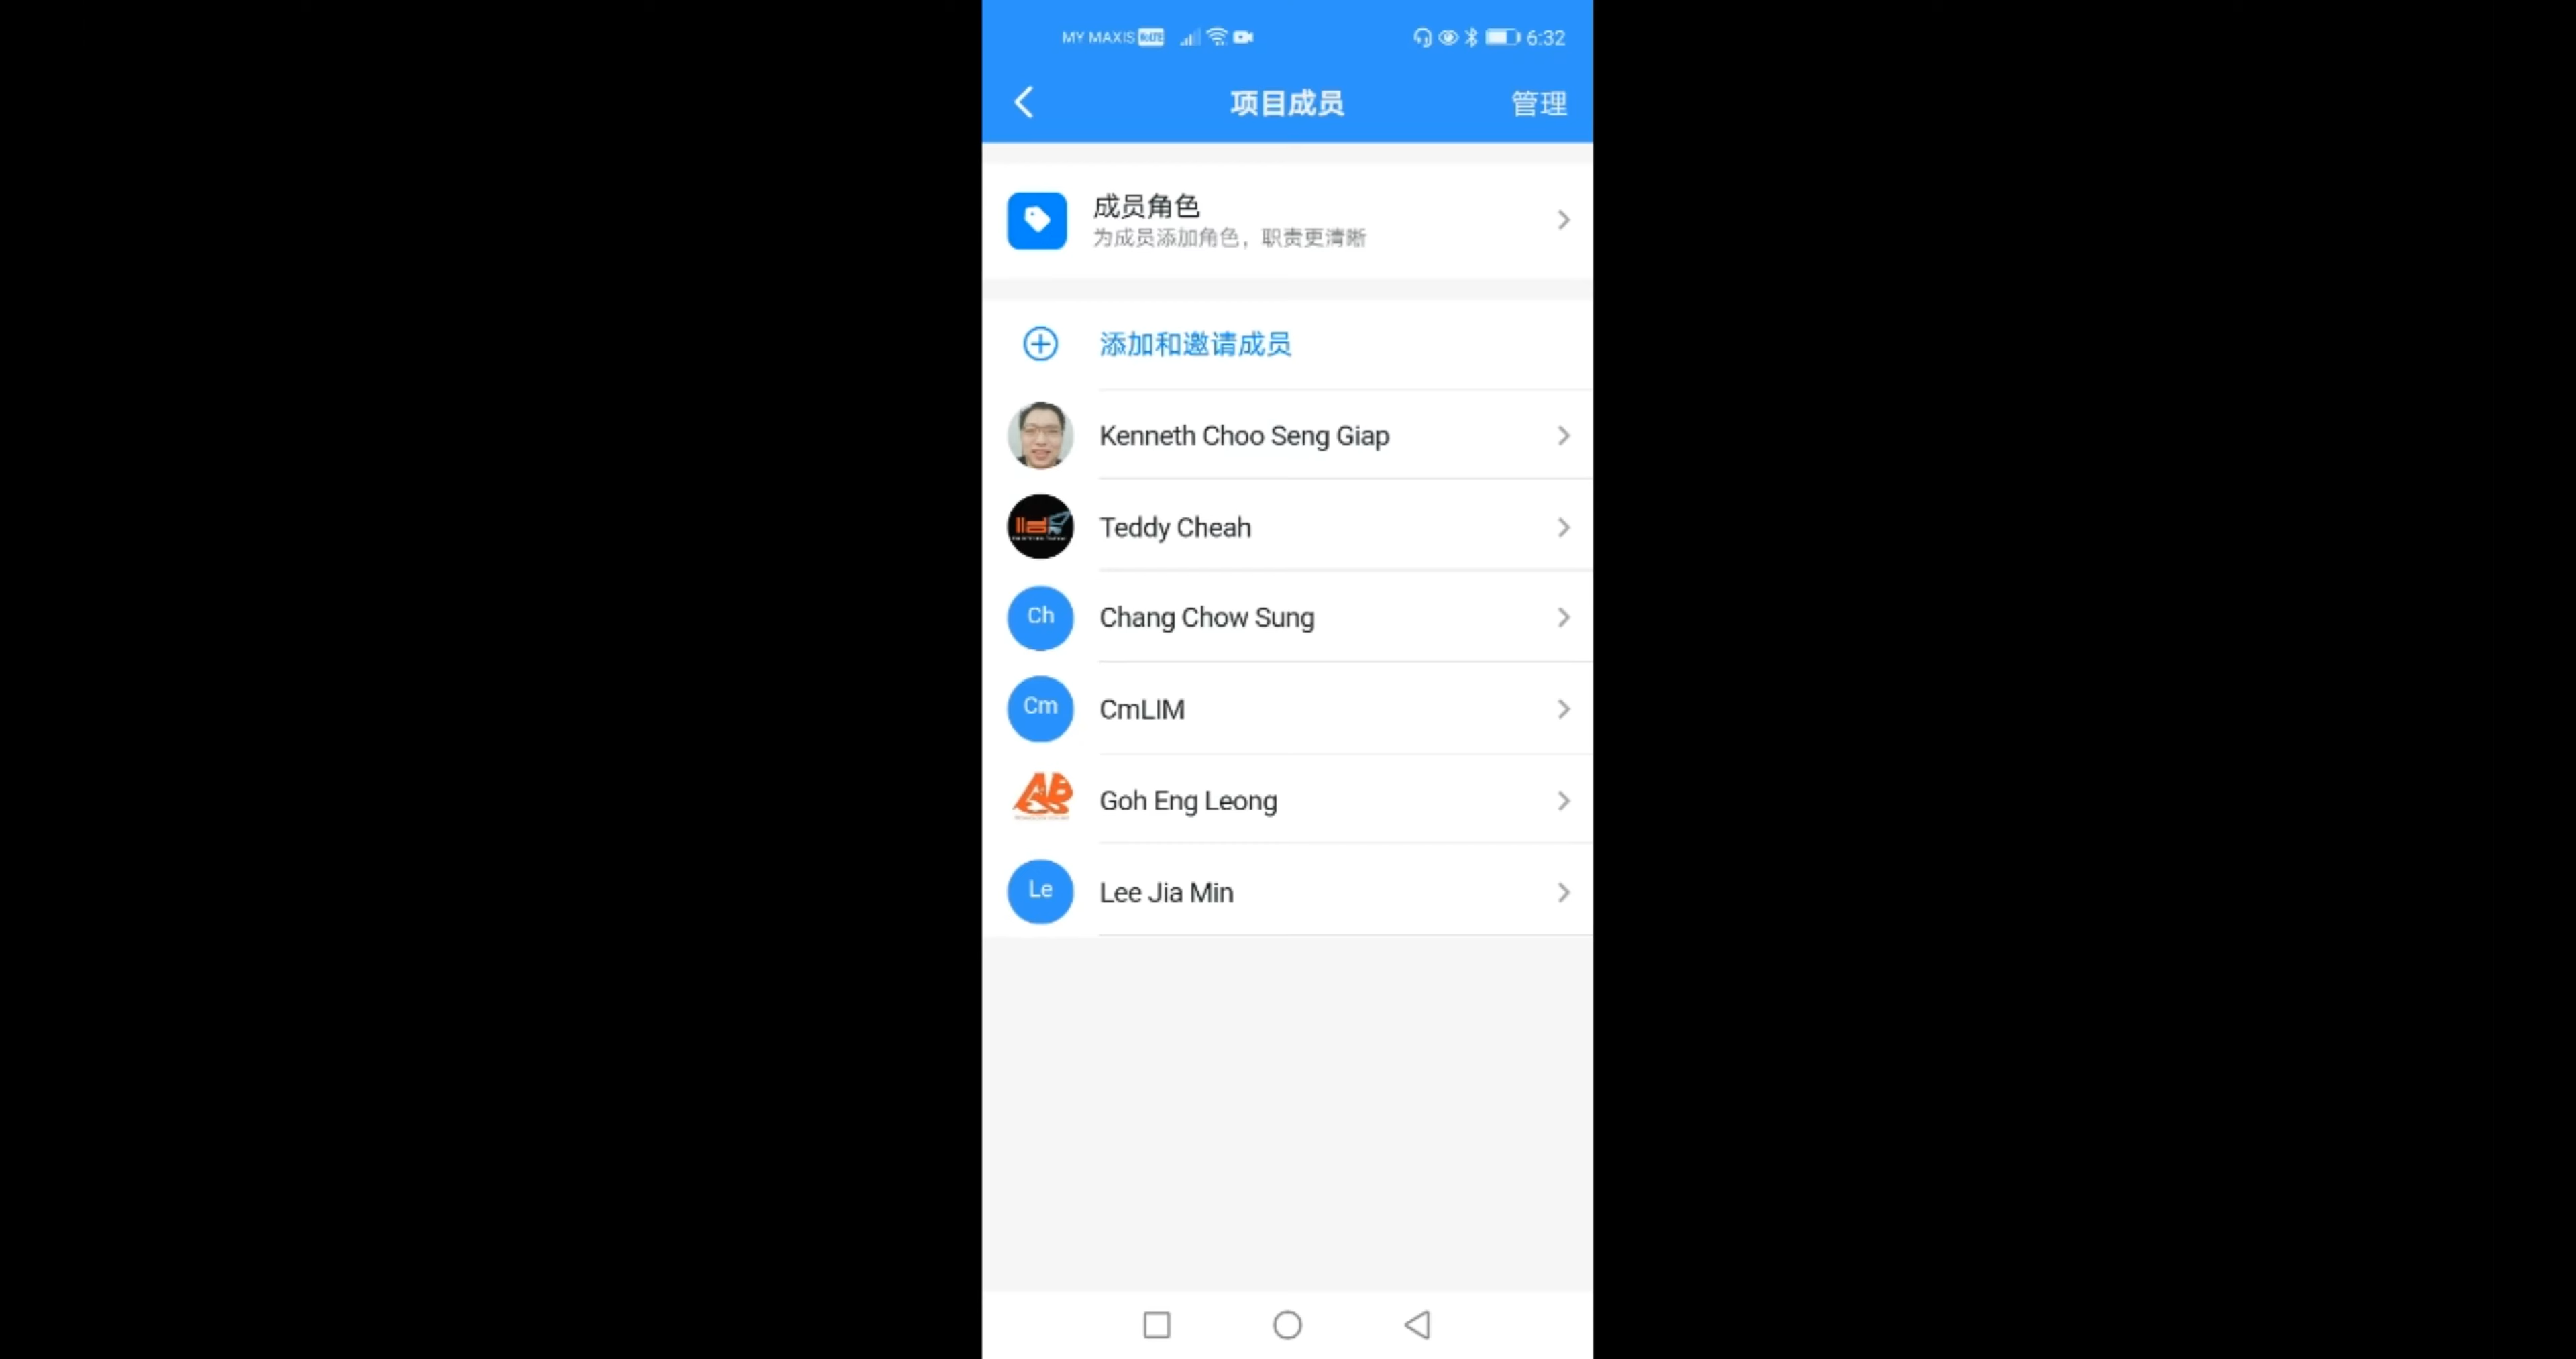 MY MAXIS VoLTE 6:32
项目成员 管理
成员角色
为成员添加角色，职责更清晰
添加和邀请成员
Kenneth Choo Seng Giap
Teddy Cheah
Ch Chang Chow Sung
Cm CmLIM
Goh Eng Leong
Le Lee Jia Min